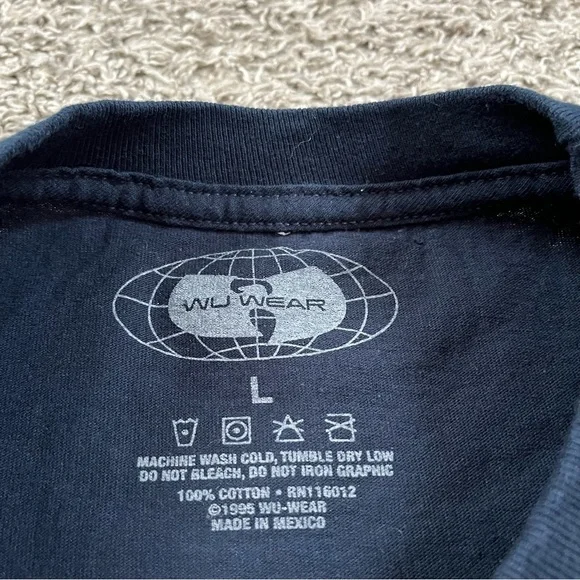 WU WEAR
L
MACHINE WASH COLD, TUMBLE DRY LOW
DO NOT BLEACH, DO NOT IRON GRAPHIC
100% COTTON • RN116012
©1995 WU-WEAR
MADE IN MEXICO